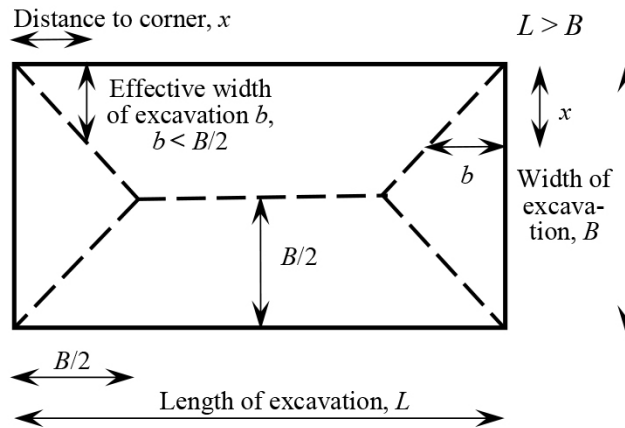 Distance to corner, x
L > B
Effective width
of excavation b,
b < B/2
x
b
Width of
excava-
tion, B
B/2
B/2
Length of excavation, L